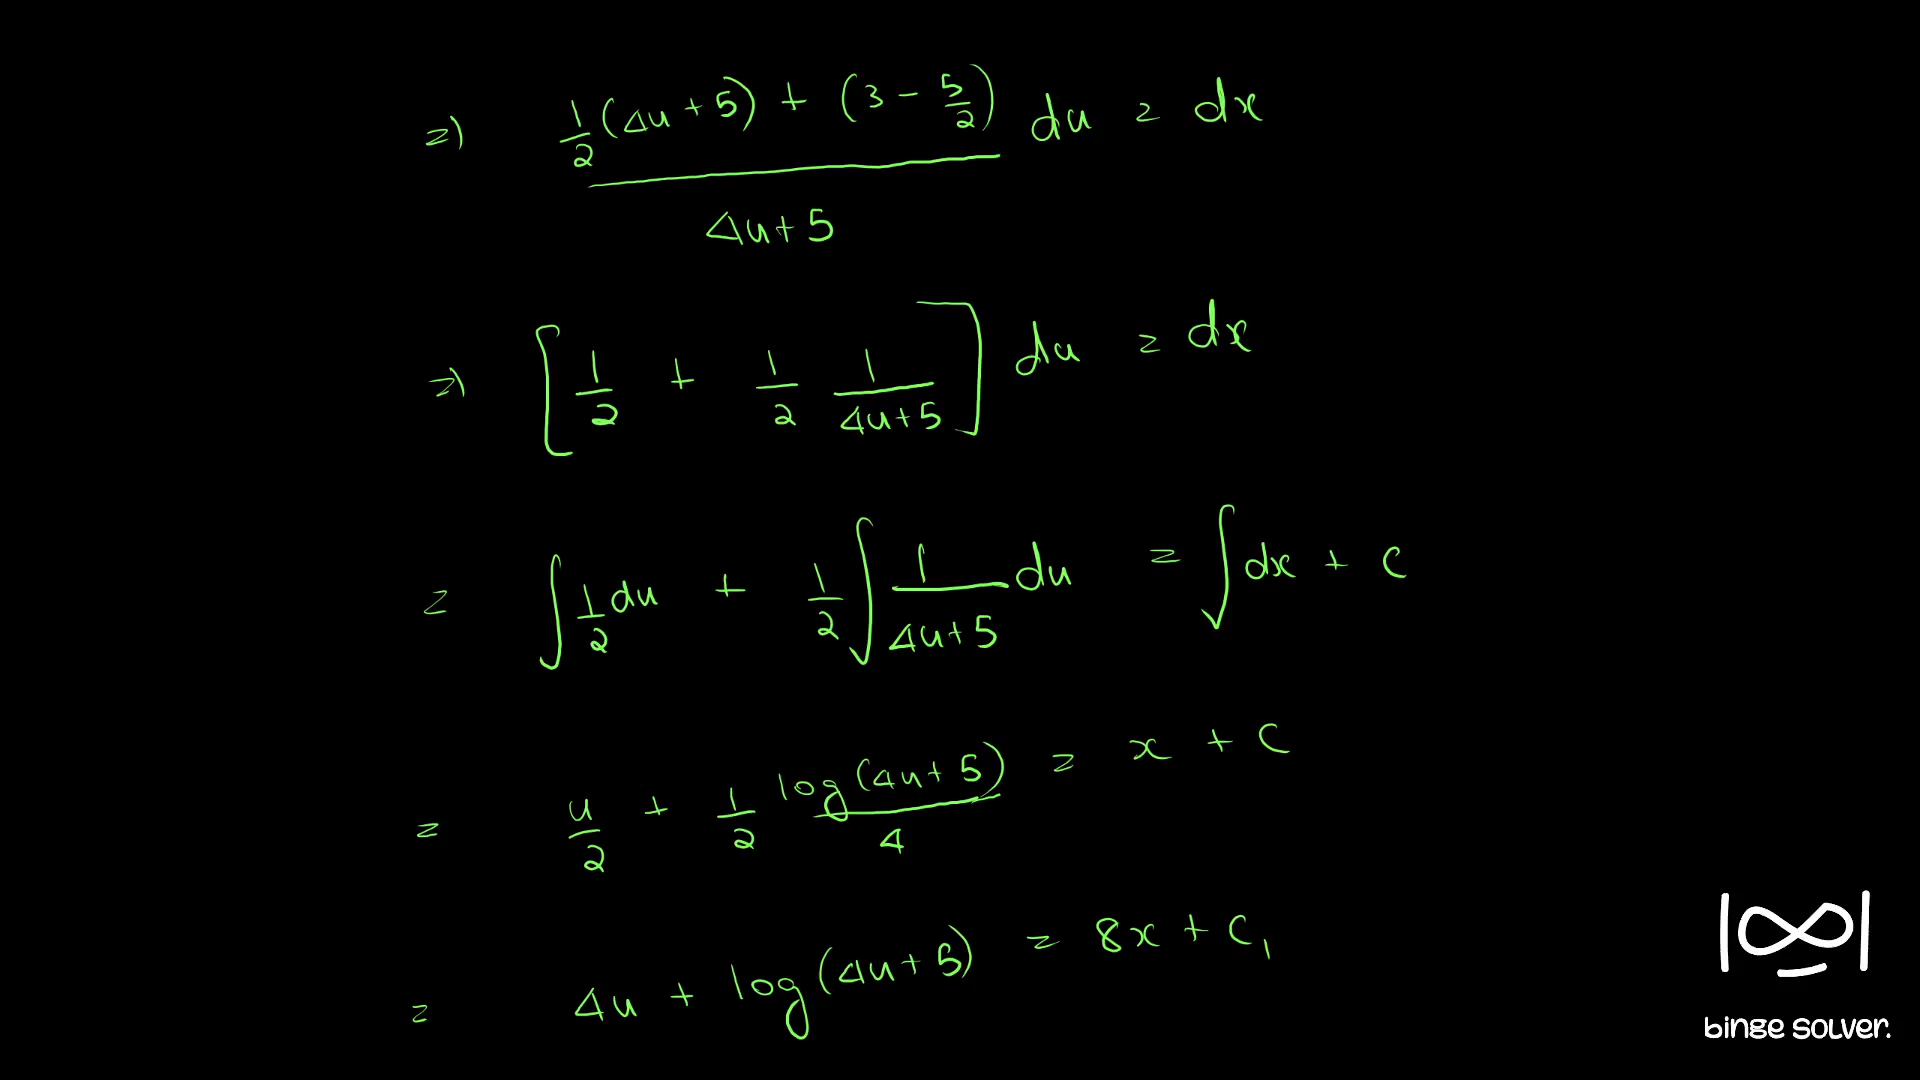 => (1/2(4u + 5) + (3 - 5/2)) / (4u + 5) du = dx
=> [1/2 + 1/2 1/(4u+5)] du = dx
= ∫ 1/2 du + 1/2 ∫ 1/(4u+5) du = ∫ dx + c
= u/2 + 1/2 log(4u+5)/4 = x + c
= 4u + log(4u+5) = 8x + c₁
binge solver.